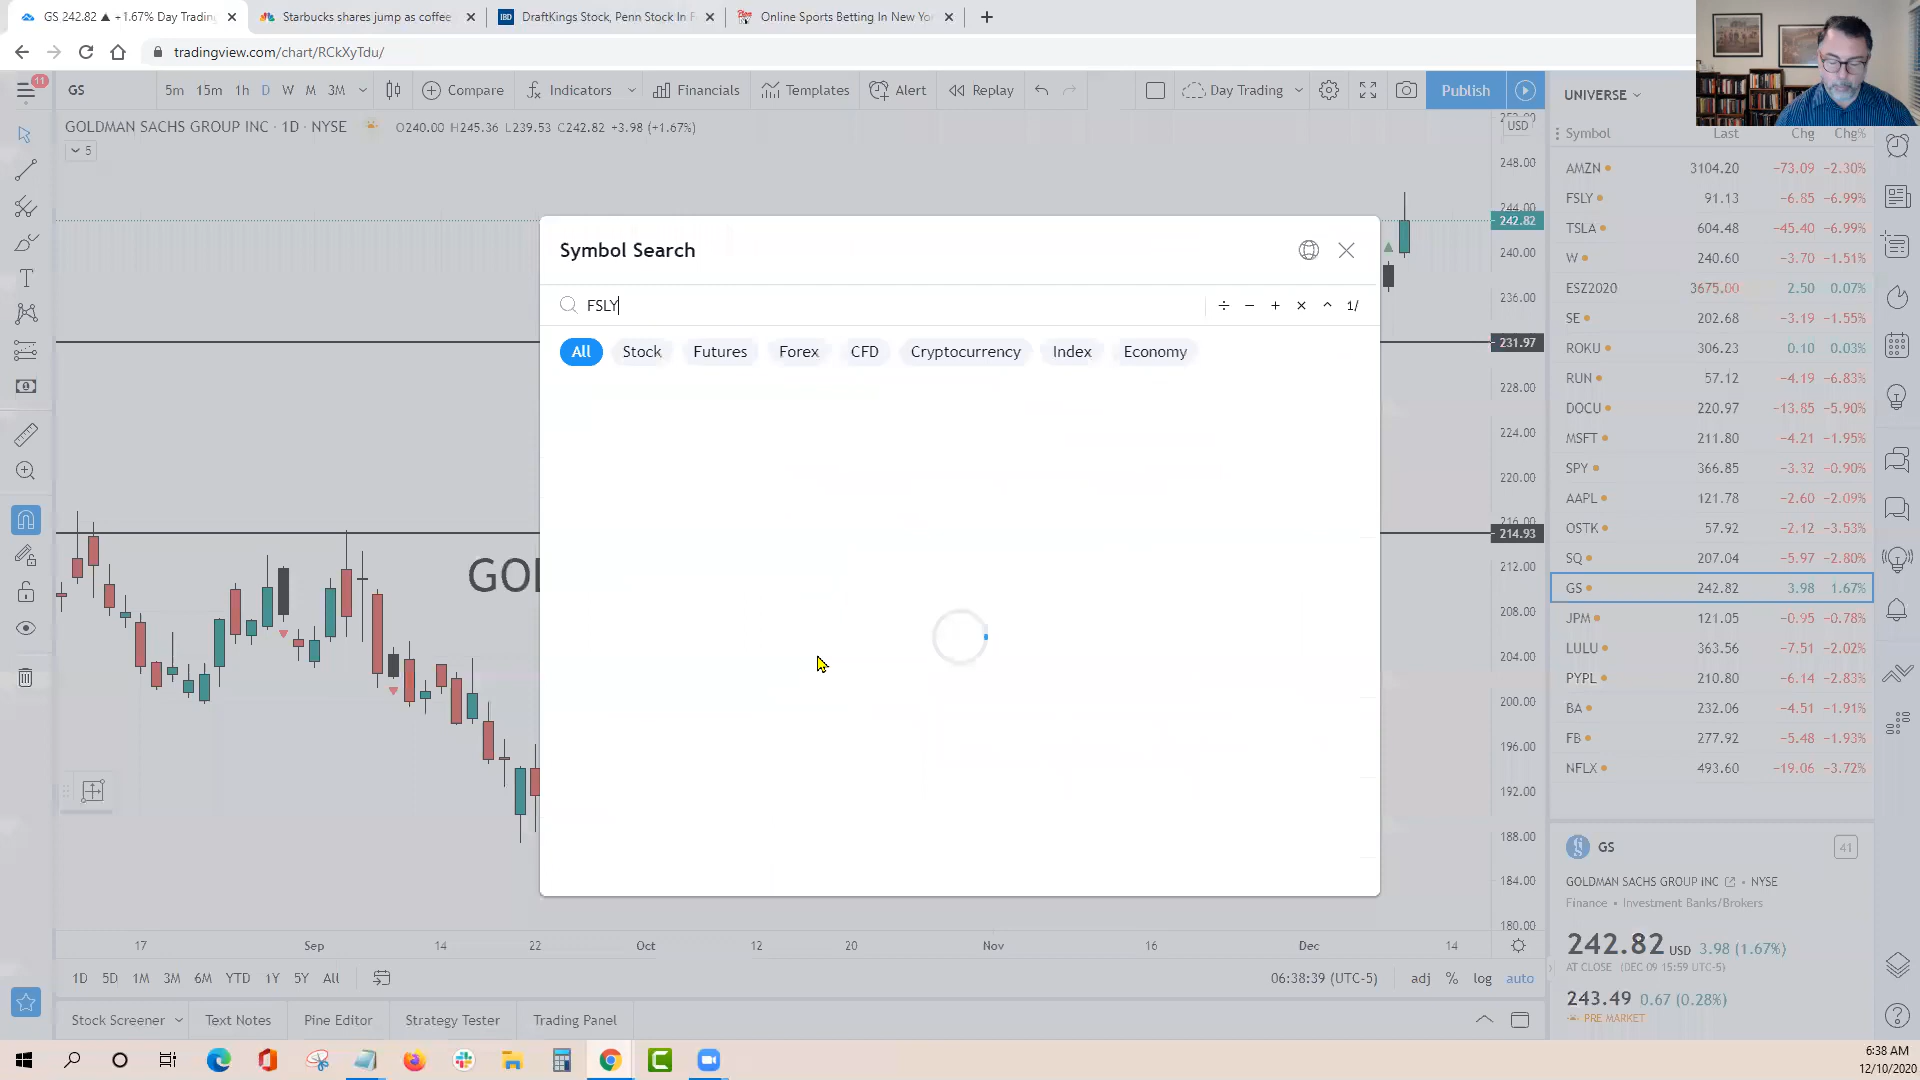 GS 242.82 ▲ +1.67% Day Tradin
Starbucks shares jump as coffee
DraftKings Stock, Penn Stock In F
Online Sports Betting In New Yor
tradingview.com/chart/RCkXyTdu/
11
GS
5m 15m 1h D W M 3M
Compare
Indicators
Financials
Templates
Alert
Replay
Day Trading
Publish
UNIVERSE
GOLDMAN SACHS GROUP INC · 1D · NYSE
O240.00 H245.36 L239.53 C242.82 +3.98 (+1.67%)
5
USD
Symbol Last Chg Chg%
AMZN 3104.20 −73.09 −2.30%
FSLY 91.13 −6.85 −6.99%
TSLA 604.48 −45.40 −6.99%
W 240.60 −3.70 −1.51%
ESZ2020 3675.00 2.50 0.07%
SE 202.68 −3.19 −1.55%
ROKU 306.23 0.10 0.03%
RUN 57.12 −4.19 −6.83%
DOCU 220.97 −13.85 −5.90%
MSFT 211.80 −4.21 −1.95%
SPY 366.85 −3.32 −0.90%
AAPL 121.78 −2.60 −2.09%
OSTK 57.92 −2.12 −3.53%
SQ 207.04 −5.97 −2.80%
GS 242.82 3.98 1.67%
JPM 121.05 −0.95 −0.78%
LULU 363.56 −7.51 −2.02%
PYPL 210.80 −6.14 −2.83%
BA 232.06 −4.51 −1.91%
FB 277.92 −5.48 −1.93%
NFLX 493.60 −19.06 −3.72%
Symbol Search
FSLY
÷ − + × ^ 1/
All Stock Futures Forex CFD Cryptocurrency Index Economy
GOL
248.00
244.00
242.82
240.00
236.00
231.97
228.00
224.00
220.00
216.00
214.93
212.00
208.00
204.00
200.00
196.00
192.00
188.00
184.00
180.00
17 Sep 14 22 Oct 12 20 Nov 16 Dec 14
1D 5D 1M 3M 6M YTD 1Y 5Y All
06:38:39 (UTC-5) adj % log auto
Stock Screener
Text Notes
Pine Editor
Strategy Tester
Trading Panel
GS
41
GOLDMAN SACHS GROUP INC • NYSE
Finance • Investment Banks/Brokers
242.82 USD 3.98 (1.67%)
AT CLOSE (DEC 09 15:59 UTC-5)
243.49 0.67 (0.28%)
PRE MARKET
6:38 AM
12/10/2020